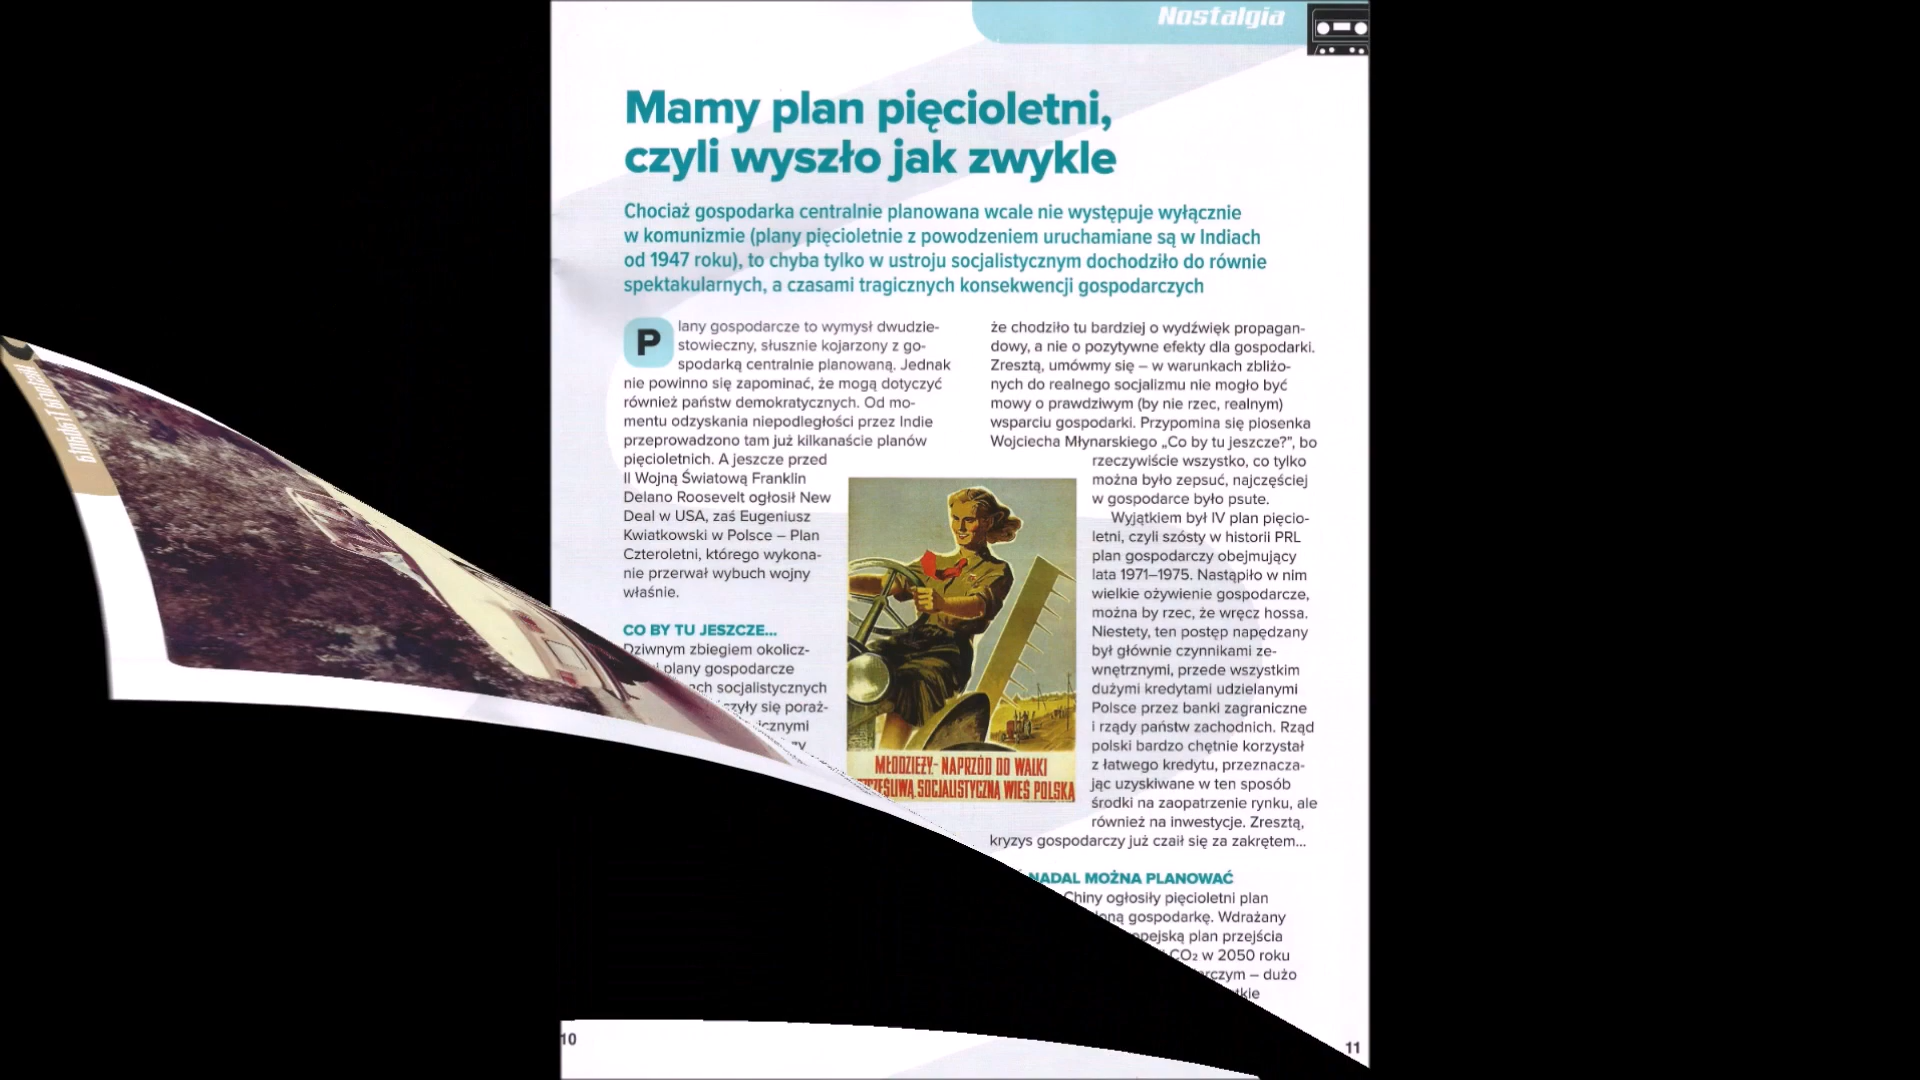 Nostalgia
Mamy plan pięcioletni,
czyli wyszło jak zwykle
Chociaż gospodarka centralnie planowana wcale nie występuje wyłącznie
w komunizmie (plany pięcioletnie z powodzeniem uruchamiane są w Indiach
od 1947 roku), to chyba tylko w ustroju socjalistycznym dochodziło do równie
spektakularnych, a czasami tragicznych konsekwencji gospodarczych
Plany gospodarcze to wymysł dwudzie-
stowieczny, słusznie kojarzony z go-
spodarką centralnie planowaną. Jednak
nie powinno się zapominać, że mogą dotyczyć
również państw demokratycznych. Od mo-
mentu odzyskania niepodległości przez Indie
przeprowadzono tam już kilkanaście planów
pięcioletnich. A jeszcze przed
II Wojną Światową Franklin
Delano Roosevelt ogłosił New
Deal w USA, zaś Eugeniusz
Kwiatkowski w Polsce – Plan
Czteroletni, którego wykona-
nie przerwał wybuch wojny
właśnie.
CO BY TU JESZCZE...
Dziwnym zbiegiem okolicz-
plany gospodarcze
socjalistycznych
się poraż-
że chodziło tu bardziej o wydźwięk propagan-
dowy, a nie o pozytywne efekty dla gospodarki.
Zresztą, umówmy się – w warunkach zbliżo-
nych do realnego socjalizmu nie mogło być
mowy o prawdziwym (by nie rzec, realnym)
wsparciu gospodarki. Przypomina się piosenka
Wojciecha Młynarskiego „Co by tu jeszcze?”, bo
rzeczywiście wszystko, co tylko
można było zepsuć, najczęściej
w gospodarce było psute.
Wyjątkiem był IV plan pięcio-
letni, czyli szósty w historii PRL
plan gospodarczy obejmujący
lata 1971–1975. Nastąpiło w nim
wielkie ożywienie gospodarcze,
można by rzec, że wręcz hossa.
Niestety, ten postęp napędzany
był głównie czynnikami ze-
wnętrznymi, przede wszystkim
dużymi kredytami udzielanymi
Polsce przez banki zagraniczne
i rządy państw zachodnich. Rząd
polski bardzo chętnie korzystał
z łatwego kredytu, przeznacza-
jąc uzyskiwane w ten sposób
środki na zaopatrzenie rynku, ale
również na inwestycje. Zresztą,
kryzys gospodarczy już czaił się za zakrętem...
NADAL MOŻNA PLANOWAĆ
Chiny ogłosiły pięcioletni plan
gospodarkę. Wdrażany
plan przejścia
CO₂ w 2050 roku
– dużo
MŁODZIEŻY-NAPRZÓD DO WALKI
SOCJALISTYCZNĄ WIEŚ POLSKĄ
10
11